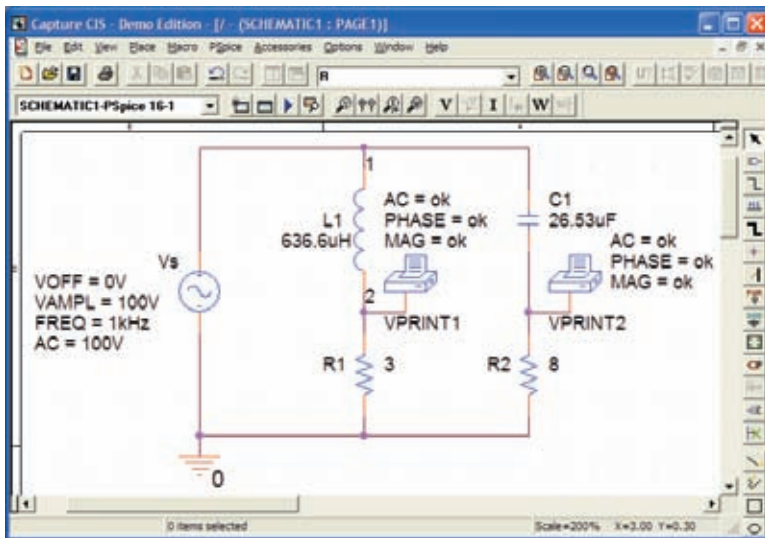 Capture CIS - Demo Edition - [/ - (SCHEMATIC1 : PAGE1)]
File Edit View Place Macro PSpice Accessories Options Window Help
R
SCHEMATIC1-PSpice 16-1
V I W
1
L1
636.6uH
AC = ok
PHASE = ok
MAG = ok
C1
26.53uF
AC = ok
PHASE = ok
MAG = ok
Vs
VOFF = 0V
VAMPL = 100V
FREQ = 1kHz
AC = 100V
2
VPRINT1
VPRINT2
R1 3
R2 8
0
0 items selected
Scale=200% X=3.00 Y=0.30